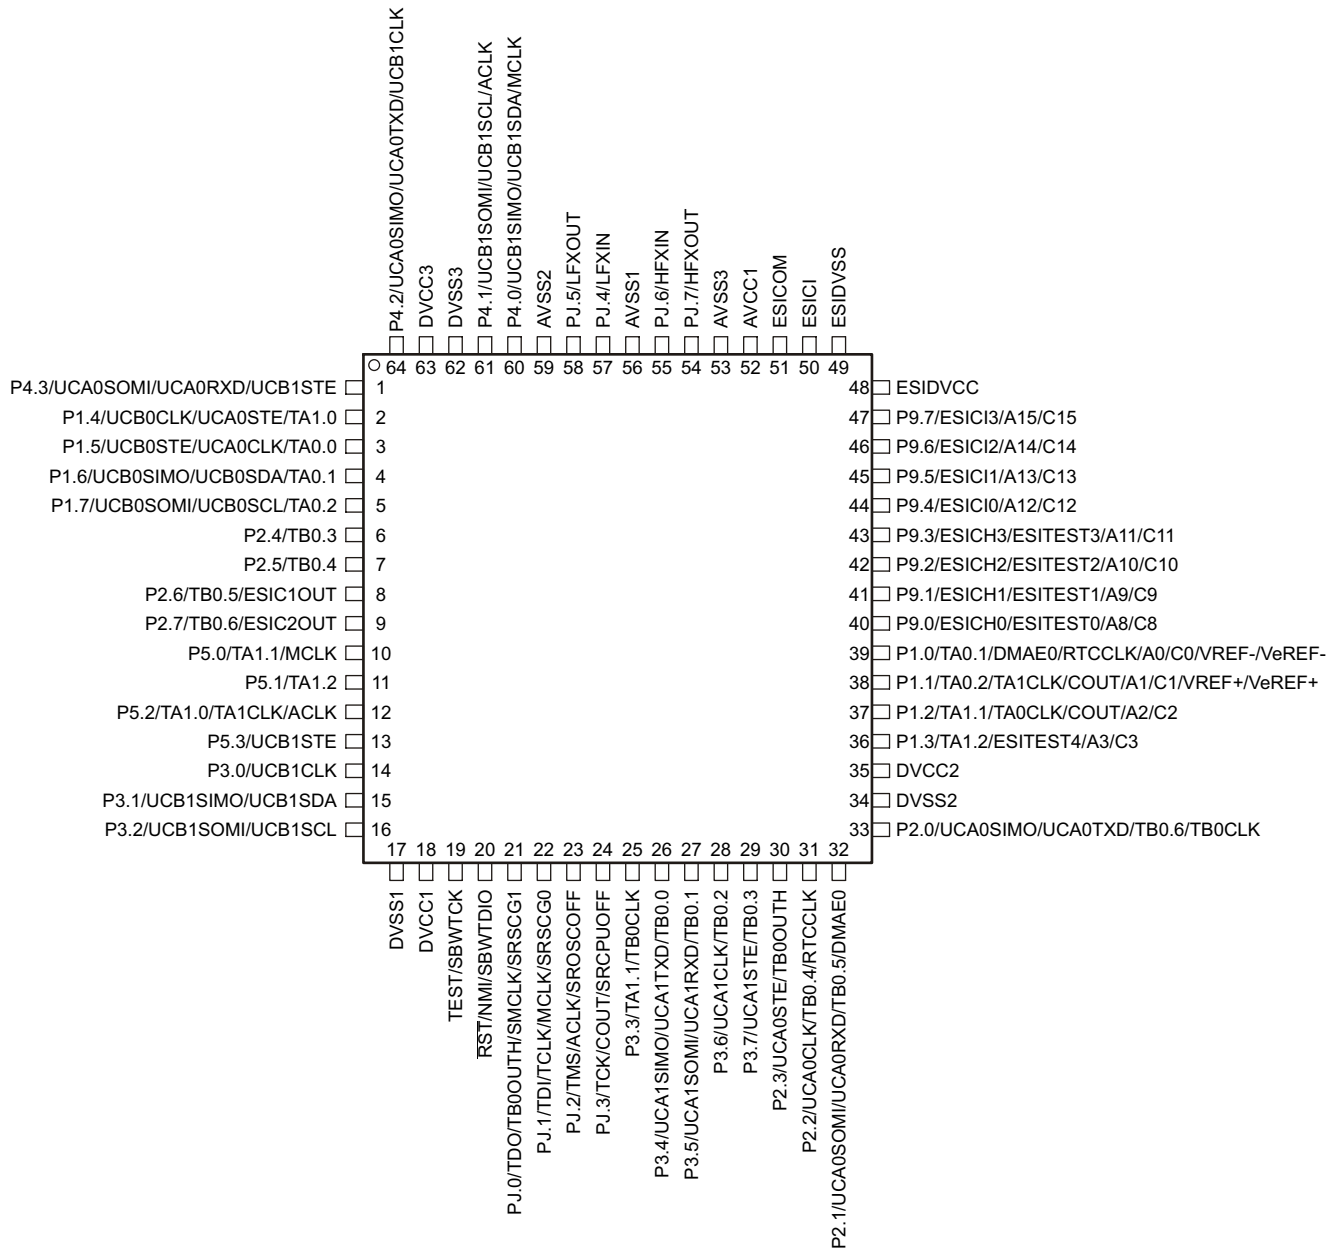 P4.2/UCA0SIMO/UCA0TXD/UCB1CLK
DVCC3
DVSS3
P4.1/UCB1SOMI/UCB1SCL/ACLK
P4.0/UCB1SIMO/UCB1SDA/MCLK
AVSS2
PJ.5/LFXOUT
PJ.4/LFXIN
AVSS1
PJ.6/HFXIN
PJ.7/HFXOUT
AVSS3
AVCC1
ESICOM
ESICI
ESIDVSS
64 63 62 61 60 59 58 57 56 55 54 53 52 51 50 49
P4.3/UCA0SOMI/UCA0RXD/UCB1STE 1
P1.4/UCB0CLK/UCA0STE/TA1.0 2
P1.5/UCB0STE/UCA0CLK/TA0.0 3
P1.6/UCB0SIMO/UCB0SDA/TA0.1 4
P1.7/UCB0SOMI/UCB0SCL/TA0.2 5
P2.4/TB0.3 6
P2.5/TB0.4 7
P2.6/TB0.5/ESIC1OUT 8
P2.7/TB0.6/ESIC2OUT 9
P5.0/TA1.1/MCLK 10
P5.1/TA1.2 11
P5.2/TA1.0/TA1CLK/ACLK 12
P5.3/UCB1STE 13
P3.0/UCB1CLK 14
P3.1/UCB1SIMO/UCB1SDA 15
P3.2/UCB1SOMI/UCB1SCL 16
48 ESIDVCC
47 P9.7/ESICI3/A15/C15
46 P9.6/ESICI2/A14/C14
45 P9.5/ESICI1/A13/C13
44 P9.4/ESICI0/A12/C12
43 P9.3/ESICH3/ESITEST3/A11/C11
42 P9.2/ESICH2/ESITEST2/A10/C10
41 P9.1/ESICH1/ESITEST1/A9/C9
40 P9.0/ESICH0/ESITEST0/A8/C8
39 P1.0/TA0.1/DMAE0/RTCCLK/A0/C0/VREF-/VeREF-
38 P1.1/TA0.2/TA1CLK/COUT/A1/C1/VREF+/VeREF+
37 P1.2/TA1.1/TA0CLK/COUT/A2/C2
36 P1.3/TA1.2/ESITEST4/A3/C3
35 DVCC2
34 DVSS2
33 P2.0/UCA0SIMO/UCA0TXD/TB0.6/TB0CLK
17 18 19 20 21 22 23 24 25 26 27 28 29 30 31 32
DVSS1
DVCC1
TEST/SBWTCK
RST/NMI/SBWTDIO
PJ.0/TDO/TB0OUTH/SMCLK/SRSCG1
PJ.1/TDI/TCLK/MCLK/SRSCG0
PJ.2/TMS/ACLK/SROSCOFF
PJ.3/TCK/COUT/SRCPUOFF
P3.3/TA1.1/TB0CLK
P3.4/UCA1SIMO/UCA1TXD/TB0.0
P3.5/UCA1SOMI/UCA1RXD/TB0.1
P3.6/UCA1CLK/TB0.2
P3.7/UCA1STE/TB0.3
P2.3/UCA0STE/TB0OUTH
P2.2/UCA0CLK/TB0.4/RTCCLK
P2.1/UCA0SOMI/UCA0RXD/TB0.5/DMAE0